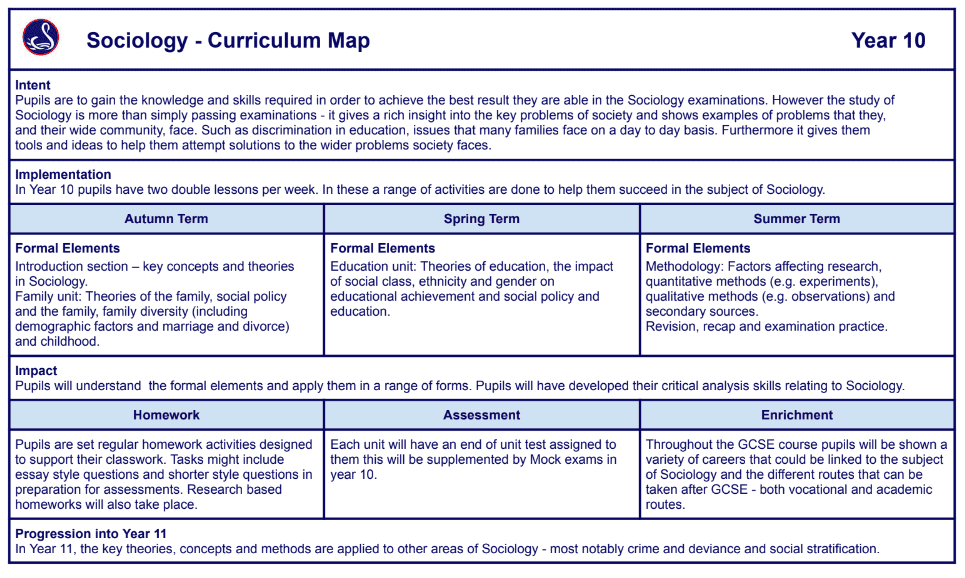 Sociology - Curriculum Map
Year 10
Intent
Pupils are to gain the knowledge and skills required in order to achieve the best result they are able in the Sociology examinations. However the study of
Sociology is more than simply passing examinations - it gives a rich insight into the key problems of society and shows examples of problems that they,
and their wide community, face. Such as discrimination in education, issues that many families face on a day to day basis. Furthermore it gives them
tools and ideas to help them attempt solutions to the wider problems society faces.
Implementation
In Year 10 pupils have two double lessons per week. In these a range of activities are done to help them succeed in the subject of Sociology.
Autumn Term
Spring Term
Summer Term
Formal Elements
Introduction section – key concepts and theories
in Sociology.
Family unit: Theories of the family, social policy
and the family, family diversity (including
demographic factors and marriage and divorce)
and childhood.
Formal Elements
Education unit: Theories of education, the impact
of social class, ethnicity and gender on
educational achievement and social policy and
education.
Formal Elements
Methodology: Factors affecting research,
quantitative methods (e.g. experiments),
qualitative methods (e.g. observations) and
secondary sources.
Revision, recap and examination practice.
Impact
Pupils will understand  the formal elements and apply them in a range of forms. Pupils will have developed their critical analysis skills relating to Sociology.
Homework
Assessment
Enrichment
Pupils are set regular homework activities designed
to support their classwork. Tasks might include
essay style questions and shorter style questions in
preparation for assessments. Research based
homeworks will also take place.
Each unit will have an end of unit test assigned to
them this will be supplemented by Mock exams in
year 10.
Throughout the GCSE course pupils will be shown a
variety of careers that could be linked to the subject
of Sociology and the different routes that can be
taken after GCSE - both vocational and academic
routes.
Progression into Year 11
In Year 11, the key theories, concepts and methods are applied to other areas of Sociology - most notably crime and deviance and social stratification.